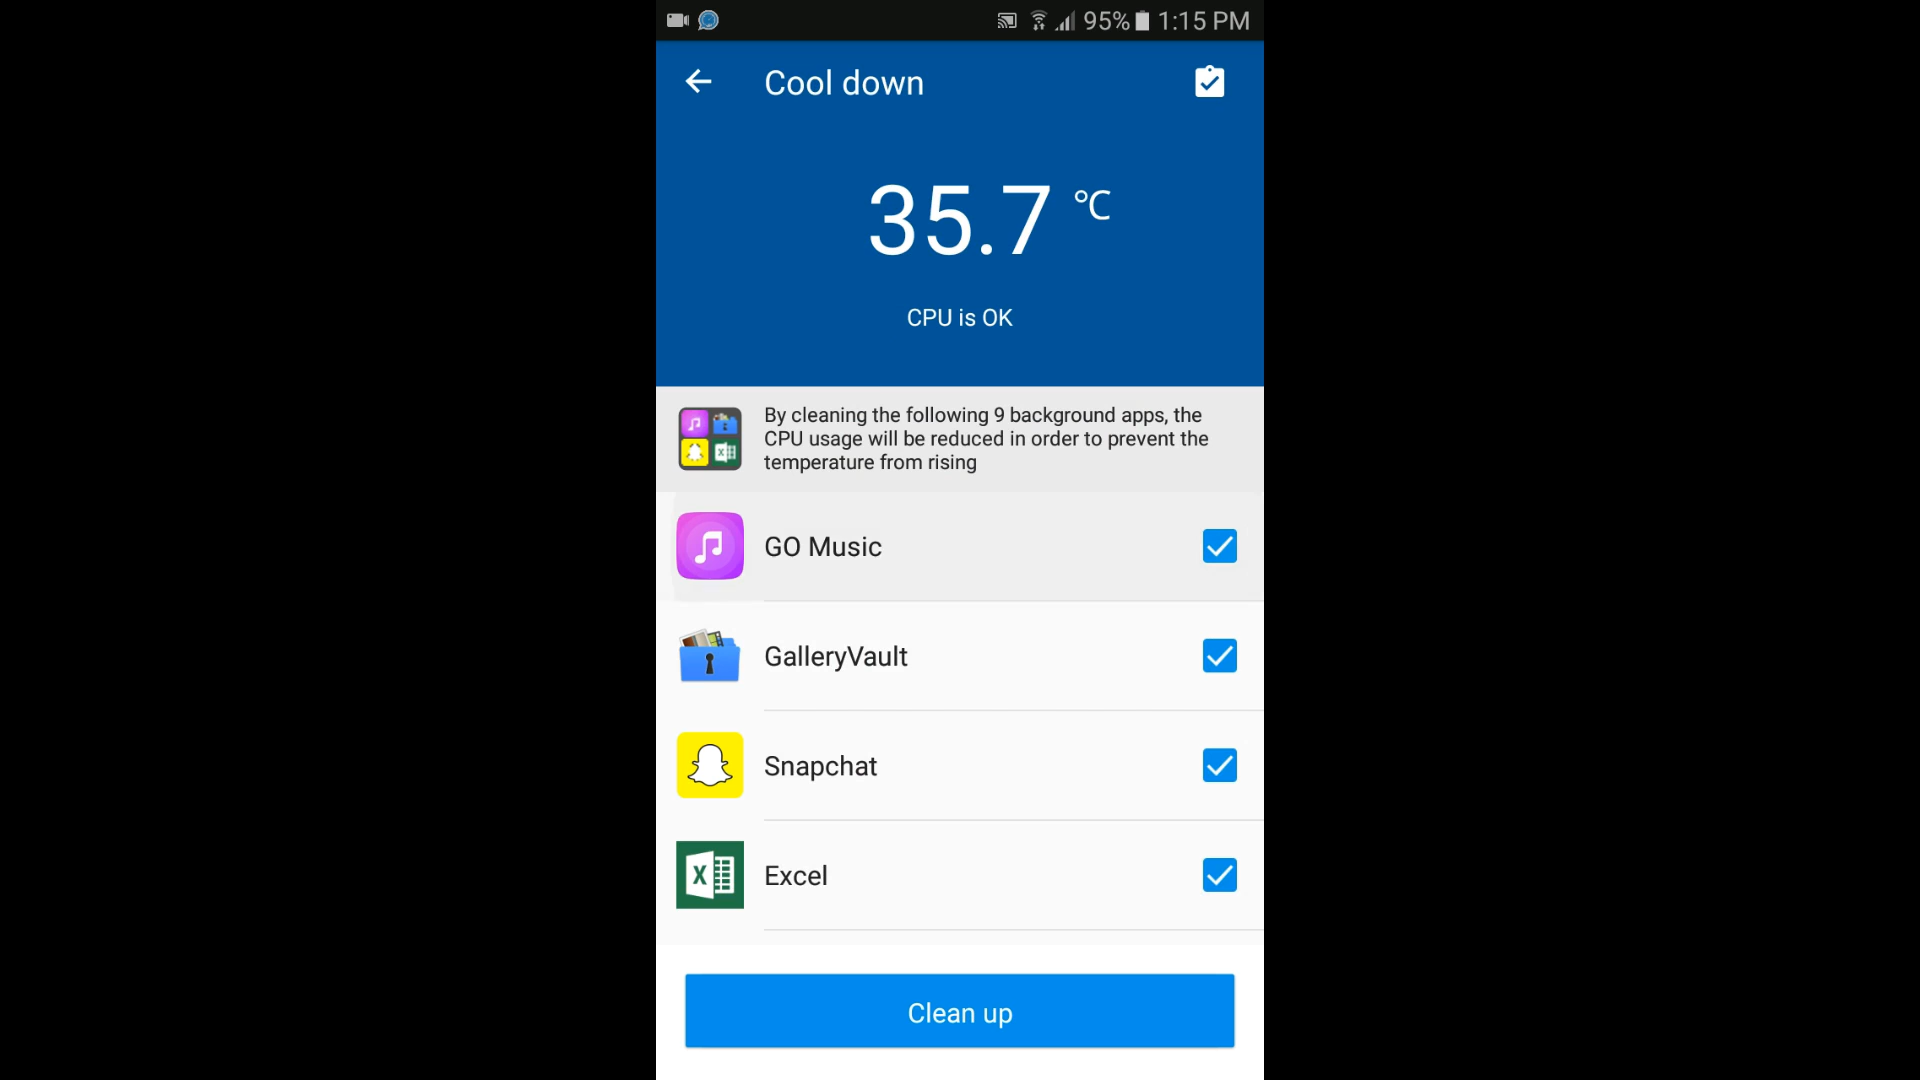 95% 1:15 PM
Cool down
35.7 °C
CPU is OK
By cleaning the following 9 background apps, the
CPU usage will be reduced in order to prevent the
temperature from rising
GO Music
GalleryVault
Snapchat
Excel
Clean up